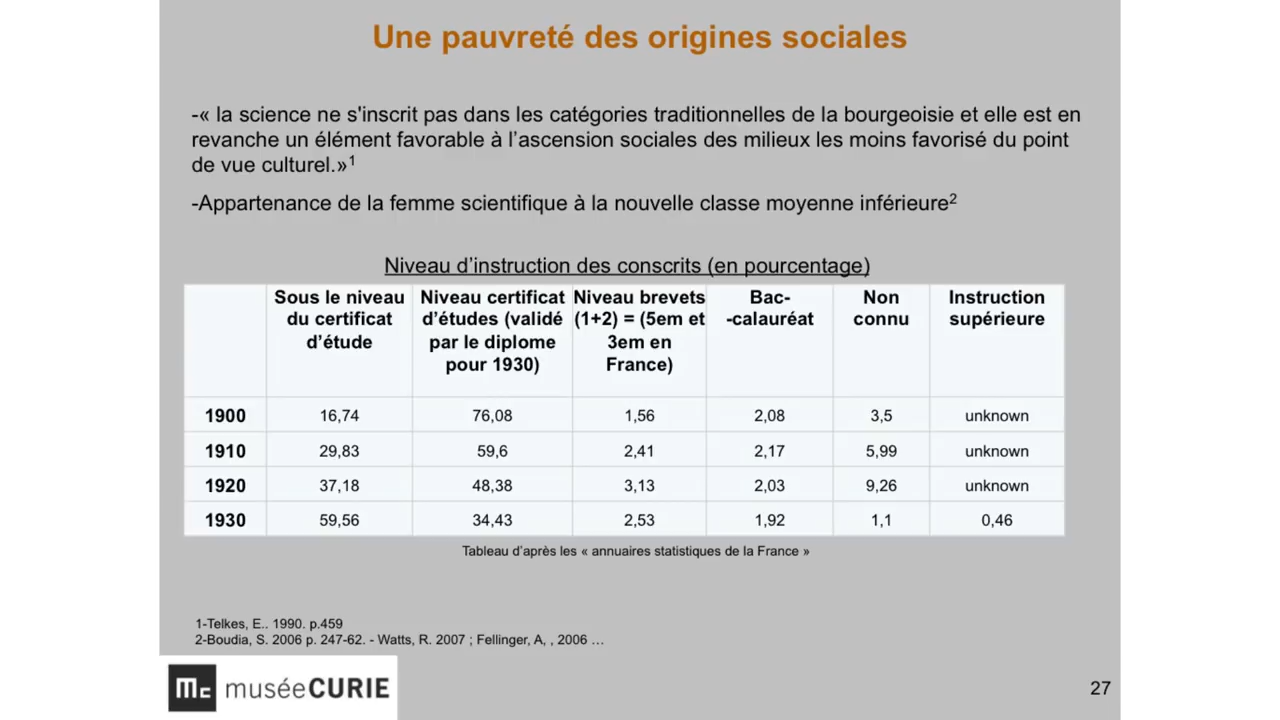 Une pauvreté des origines sociales
-« la science ne s'inscrit pas dans les catégories traditionnelles de la bourgeoisie et elle est en
revanche un élément favorable à l’ascension sociales des milieux les moins favorisé du point
de vue culturel.»1
-Appartenance de la femme scientifique à la nouvelle classe moyenne inférieure2
Niveau d’instruction des conscrits (en pourcentage)
Sous le niveau du certificat d’étude
Niveau certificat d’études (validé par le diplome pour 1930)
Niveau brevets (1+2) = (5em et 3em en France)
Bac- -calauréat
Non connu
Instruction supérieure
1900 16,74 76,08 1,56 2,08 3,5 unknown
1910 29,83 59,6 2,41 2,17 5,99 unknown
1920 37,18 48,38 3,13 2,03 9,26 unknown
1930 59,56 34,43 2,53 1,92 1,1 0,46
Tableau d’après les « annuaires statistiques de la France »
1-Telkes, E.. 1990. p.459
2-Boudia, S. 2006 p. 247-62. - Watts, R. 2007 ; Fellinger, A, , 2006 …
Mc muséeCURIE
27